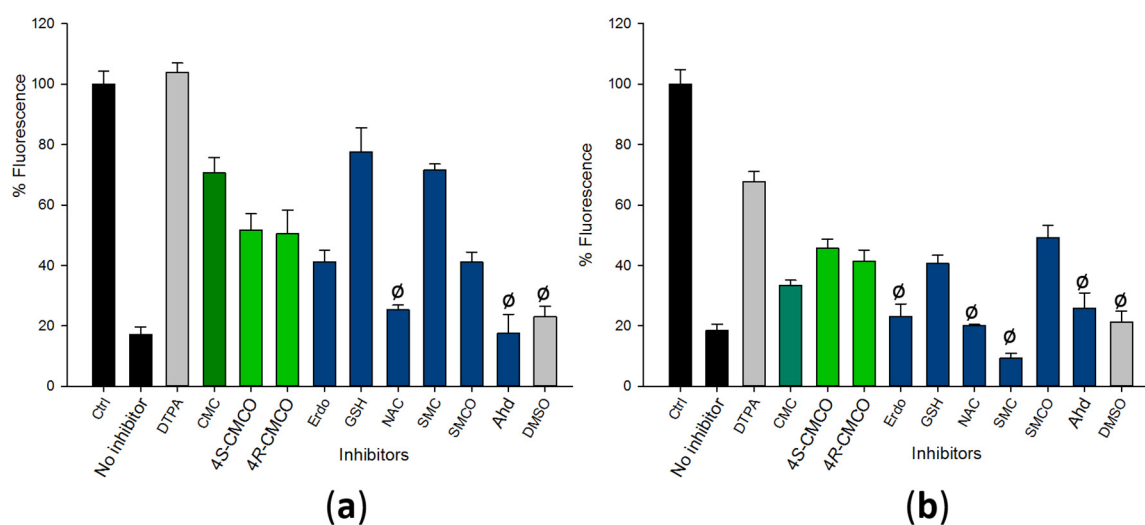 120
100
80
60
40
20
0
% Fluorescence
Ø
Ø
Ø
Ctrl
No inhibitor
DTPA
CMC
4S-CMCO
4R-CMCO
Erdo
GSH
NAC
SMC
SMCO
Ahd
DMSO
Inhibitors
(a)
120
100
80
60
40
20
0
% Fluorescence
Ø
Ø
Ø
Ø
Ø
Ctrl
No inhibitor
DTPA
CMC
4S-CMCO
4R-CMCO
Erdo
GSH
NAC
SMC
SMCO
Ahd
DMSO
Inhibitors
(b)